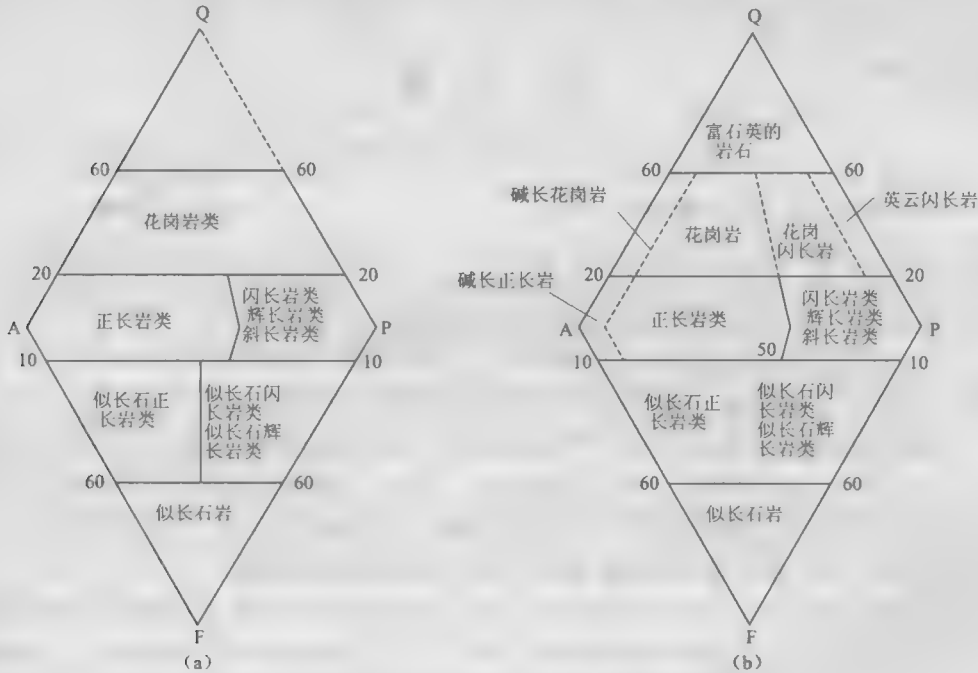 Q
60
60
花岗岩类
20
20
正长岩类
闪长岩类
辉长岩类
斜长岩类
A
P
10
10
似长石正
长岩类
似长石闪
长岩类
似长石辉
长岩类
60
60
似长石岩
F
(a)
Q
富石英的
岩石
60
60
碱长花岗岩
英云闪长岩
花岗岩
花岗
闪长岩
20
20
碱长正长岩
正长岩类
闪长岩类
辉长岩类
斜长岩类
A
P
50
10
10
似长石正
长岩类
似长石闪
长岩类
似长石辉
长岩类
60
60
似长石岩
F
(b)